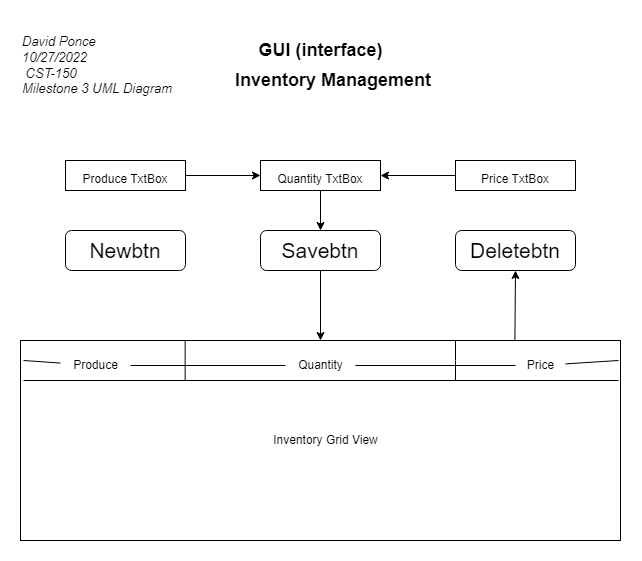 David Ponce
10/27/2022
CST-150
Milestone 3 UML Diagram
GUI (interface)
Inventory Management
Produce TxtBox
Quantity TxtBox
Price TxtBox
Newbtn
Savebtn
Deletebtn
Produce
Quantity
Price
Inventory Grid View